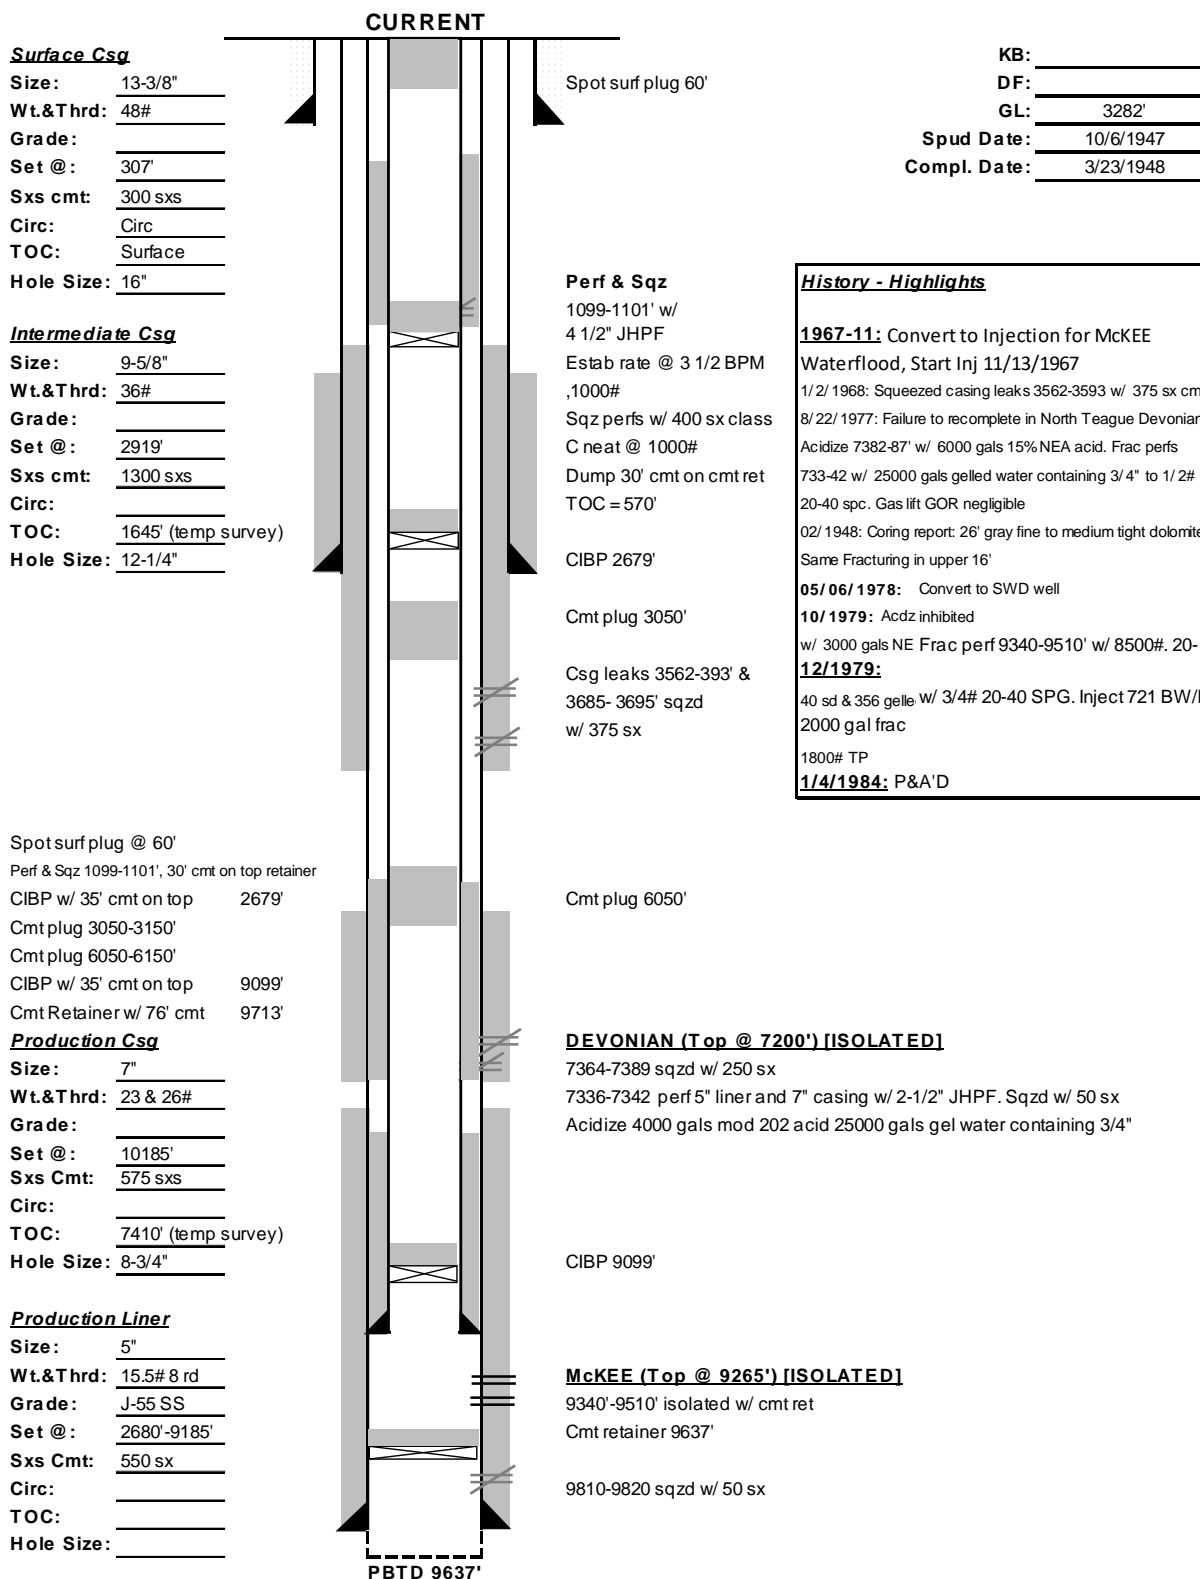 CURRENT
Surface Csg
Size: 13-3/8"
Wt.&Thrd: 48#
Grade:
Set @: 307'
Sxs cmt: 300 sxs
Circ: Circ
TOC: Surface
Hole Size: 16"
Intermediate Csg
Size: 9-5/8"
Wt.&Thrd: 36#
Grade:
Set @: 2919'
Sxs cmt: 1300 sxs
Circ:
TOC: 1645' (temp survey)
Hole Size: 12-1/4"
Spot surf plug @ 60'
Perf & Sqz 1099-1101', 30' cmt on top retainer
CIBP w/ 35' cmt on top 2679'
Cmt plug 3050-3150'
Cmt plug 6050-6150'
CIBP w/ 35' cmt on top 9099'
Cmt Retainer w/ 76' cmt 9713'
Production Csg
Size: 7"
Wt.&Thrd: 23 & 26#
Grade:
Set @: 10185'
Sxs Cmt: 575 sxs
Circ:
TOC: 7410' (temp survey)
Hole Size: 8-3/4"
Production Liner
Size: 5"
Wt.&Thrd: 15.5# 8 rd
Grade: J-55 SS
Set @: 2680'-9185'
Sxs Cmt: 550 sx
Circ:
TOC:
Hole Size:
PBTD 9637'
Spot surf plug 60'
Perf & Sqz
1099-1101' w/
4 1/2" JHPF
Estab rate @ 3 1/2 BPM
,1000#
Sqz perfs w/ 400 sx class
C neat @ 1000#
Dump 30' cmt on cmt ret
TOC = 570'
CIBP 2679'
Cmt plug 3050'
Csg leaks 3562-393' &
3685- 3695' sqzd
w/ 375 sx
Cmt plug 6050'
DEVONIAN (Top @ 7200') [ISOLATED]
7364-7389 sqzd w/ 250 sx
7336-7342 perf 5" liner and 7" casing w/ 2-1/2" JHPF. Sqzd w/ 50 sx
Acidize 4000 gals mod 202 acid 25000 gals gel water containing 3/4"
CIBP 9099'
McKEE (Top @ 9265') [ISOLATED]
9340'-9510' isolated w/ cmt ret
Cmt retainer 9637'
9810-9820 sqzd w/ 50 sx
KB:
DF:
GL: 3282'
Spud Date: 10/6/1947
Compl. Date: 3/23/1948
History - Highlights
1967-11: Convert to Injection for McKEE
Waterflood, Start Inj 11/13/1967
1/2/1968: Squeezed casing leaks 3562-3593 w/ 375 sx cm
8/22/1977: Failure to recomplete in North Teague Devonian
Acidize 7382-87' w/ 6000 gals 15% NEA acid. Frac perfs
733-42 w/ 25000 gals gelled water containing 3/4" to 1/2#
20-40 spc. Gas lift GOR negligible
02/1948: Coring report: 26' gray fine to medium tight dolomite
Same Fracturing in upper 16'
05/06/1978: Convert to SWD well
10/1979: Acdz inhibited
w/ 3000 gals NE Frac perf 9340-9510' w/ 8500#. 20-
12/1979:
40 sd & 356 gelle w/ 3/4# 20-40 SPG. Inject 721 BW/
2000 gal frac
1800# TP
1/4/1984: P&A'D